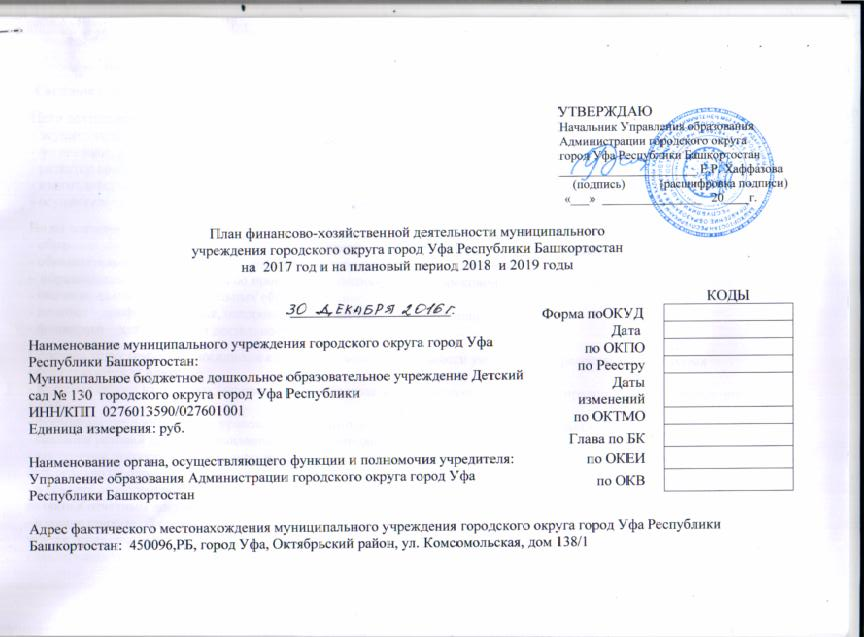 УТВЕРЖДАЮ
Начальник Управления образования
Администрации городского округа
город Уфа Республики Башкортостан
Е.Р. Хаффазова
(подпись) (расшифровка подписи)
«___» ______________ 20____г.
План финансово-хозяйственной деятельности муниципального
учреждения городского округа город Уфа Республики Башкортостан
на 2017 год и на плановый период 2018 и 2019 годы
КОДЫ
30 ДЕКАБРЯ 2016г.
Форма поОКУД
Дата
по ОКПО
по Реестру
Даты
изменений
по ОКТМО
Глава по БК
по ОКЕИ
по ОКВ
Наименование муниципального учреждения городского округа город Уфа
Республики Башкортостан:
Муниципальное бюджетное дошкольное образовательное учреждение Детский
сад № 130 городского округа город Уфа Республики
ИНН/КПП 0276013590/027601001
Единица измерения: руб.
Наименование органа, осуществляющего функции и полномочия учредителя:
Управление образования Администрации городского округа город Уфа
Республики Башкортостан
Адрес фактического местонахождения муниципального учреждения городского округа город Уфа Республики
Башкортостан: 450096,РБ, город Уфа, Октябрьский район, ул. Комсомольская, дом 138/1